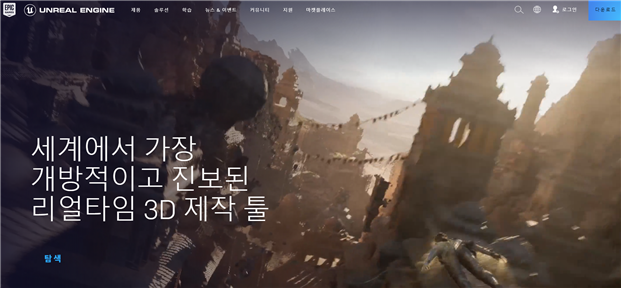 EPIC GAMES
UNREAL ENGINE 제품 솔루션 학습 뉴스 & 이벤트 커뮤니티 지원 마켓플레이스 로그인 다운로드
세계에서 가장
개방적이고 진보된
리얼타임 3D 제작 툴
탐색